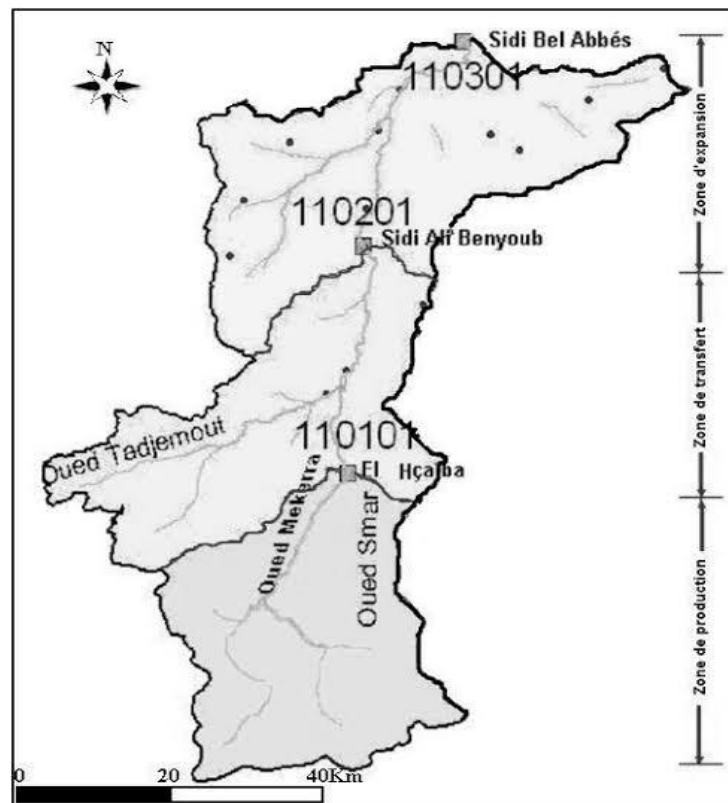 N
Sidi Bel Abbés
110301
Zone d'expansion
110201
Sidi Ali Benyoub
Zone de transfert
Oued Tadjemout
110101
El Hçaiba
Oued Mekerra
Oued Smar
Zone de production
0 20 40Km